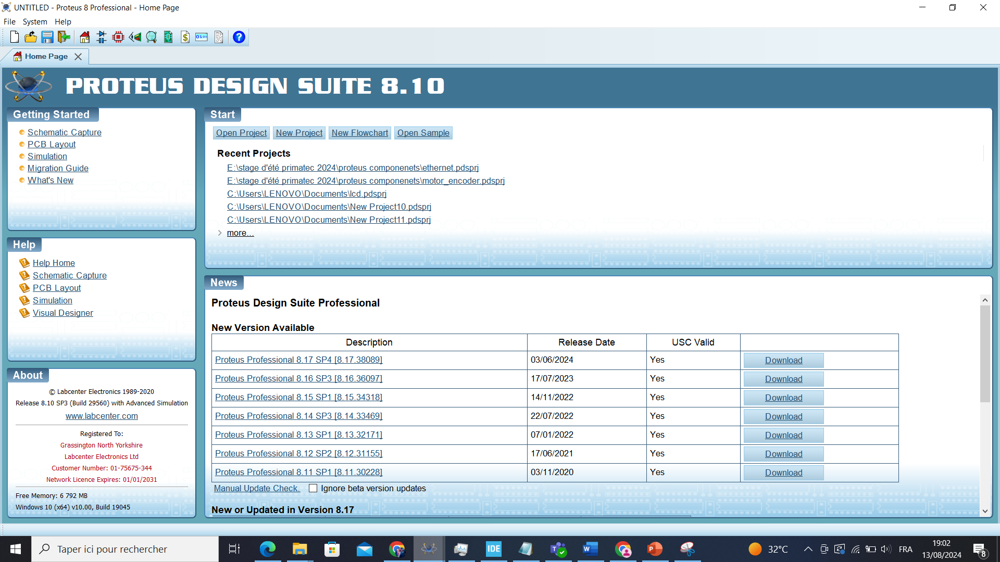 UNTITLED - Proteus 8 Professional - Home Page
File System Help
Home Page
PROTEUS DESIGN SUITE 8.10
Getting Started
Schematic Capture
PCB Layout
Simulation
Migration Guide
What's New
Help
Help Home
Schematic Capture
PCB Layout
Simulation
Visual Designer
About
© Labcenter Electronics 1989-2020
Release 8.10 SP3 (Build 29560) with Advanced Simulation
www.labcenter.com
Registered To:
Grassington North Yorkshire
Labcenter Electronics Ltd
Customer Number: 01-75675-344
Network Licence Expires: 01/01/2031
Free Memory: 6 792 MB
Windows 10 (x64) v10.00, Build 19045
Start
Open Project New Project New Flowchart Open Sample
Recent Projects
E:\stage d'été primatec 2024\proteus componenets\ethernet.pdsprj
E:\stage d'été primatec 2024\proteus componenets\motor_encoder.pdsprj
C:\Users\LENOVO\Documents\lcd.pdsprj
C:\Users\LENOVO\Documents\New Project10.pdsprj
C:\Users\LENOVO\Documents\New Project11.pdsprj
more...
News
Proteus Design Suite Professional
New Version Available
Description Release Date USC Valid
Proteus Professional 8.17 SP4 [8.17.38089] 03/06/2024 Yes Download
Proteus Professional 8.16 SP3 [8.16.36097] 17/07/2023 Yes Download
Proteus Professional 8.15 SP1 [8.15.34318] 14/11/2022 Yes Download
Proteus Professional 8.14 SP3 [8.14.33469] 22/07/2022 Yes Download
Proteus Professional 8.13 SP1 [8.13.32171] 07/01/2022 Yes Download
Proteus Professional 8.12 SP2 [8.12.31155] 17/06/2021 Yes Download
Proteus Professional 8.11 SP1 [8.11.30228] 03/11/2020 Yes Download
Manual Update Check. Ignore beta version updates
New or Updated in Version 8.17
Taper ici pour rechercher
IDE
32°C
FRA
19:02
13/08/2024
8